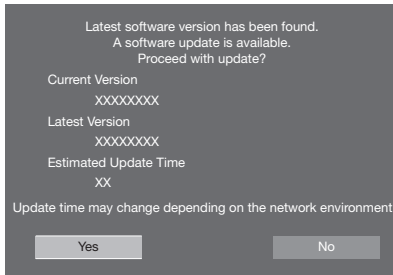 Latest software version has been found.
A software update is available.
Proceed with update?
Current Version
XXXXXXXX
Latest Version
XXXXXXXX
Estimated Update Time
XX
Update time may change depending on the network environment
Yes
No